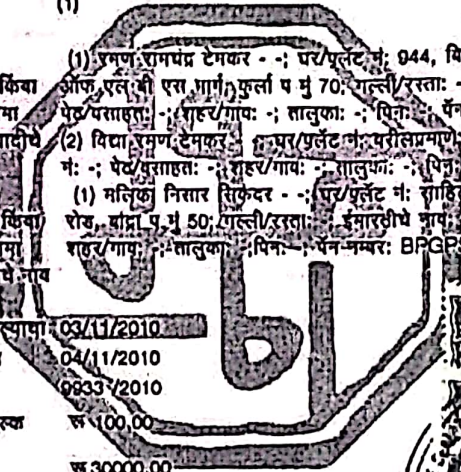 (1)
(1) रमण रामचंद्र टेमकर - -; घर/फ्लॅट नं: 944, वि
किंवा ऑफ एल बी एस मार्ग, कुर्ला प मुं 70; गल्ली/रस्ता: -
मा पेठ/वसाहत: -; शहर/गाव: -; तालुका: -; पिन: -; पॅन
वादीचे (2) विद्या रमण टेमकर - -; घर/फ्लॅट नं: वरीलप्रमाणे;
नं: -; पेठ/वसाहत: -; शहर/गाव: -; तालुका: -; पिन:
(1) मलिका निसार सिकंदर - -; घर/फ्लॅट नं: साहि
किंवा रोड, बांद्रा प मुं 50; गल्ली/रस्ता: -; ईमारतीचे नाव
मा शहर/गाव: -; तालुका: -; पिन: -; पॅन नम्बर: BPGP
चे नाव
ल्याचा 03/11/2010
04/11/2010
9933 /2010
ल्क रू 100.00
रू 30000.00